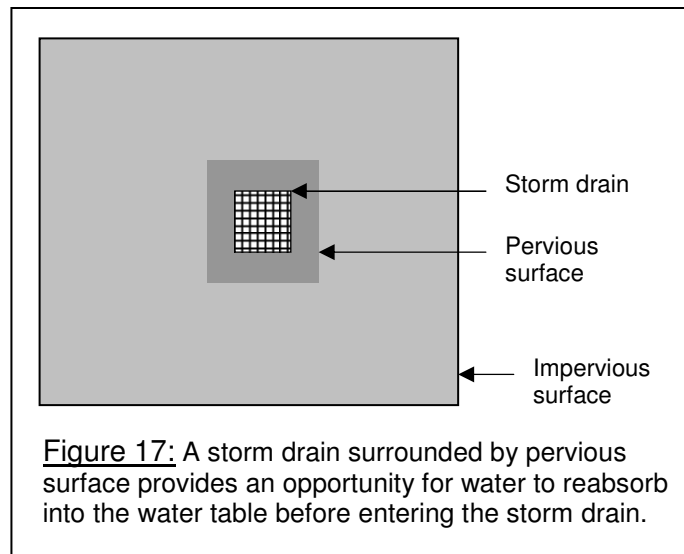 Storm drain
Pervious
surface
Impervious
surface
Figure 17: A storm drain surrounded by pervious
surface provides an opportunity for water to reabsorb
into the water table before entering the storm drain.